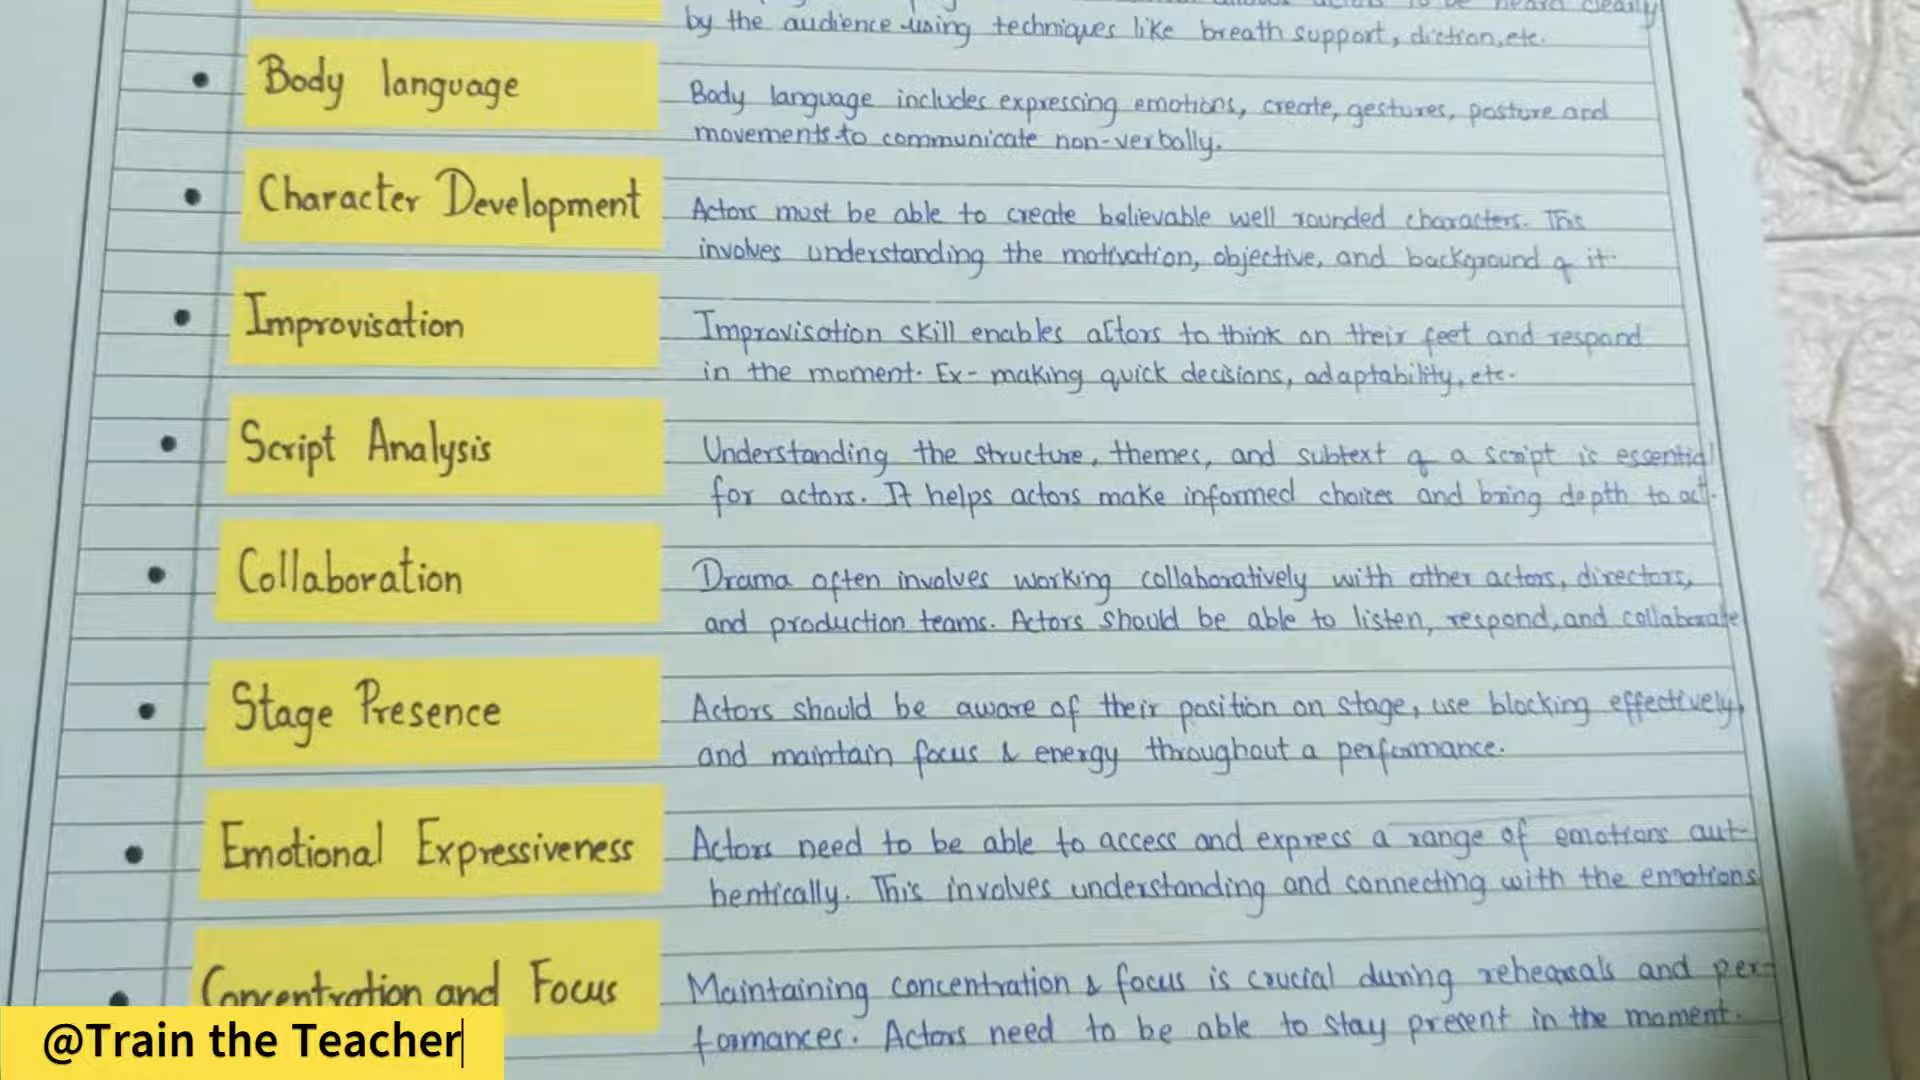 to be heard clearly
by the audience using techniques like breath support, diction, etc.
• Body language
Body language includes expressing emotions, create, gestures, posture and
movements to communicate non-verbally.
• Character Development
Actors must be able to create believable well rounded characters. This
involves understanding the motivation, objective, and background of it.
• Improvisation
Improvisation skill enables actors to think on their feet and respond
in the moment. Ex- making quick decisions, adaptability, etc.
• Script Analysis
Understanding the structure, themes, and subtext of a script is essential
for actors. It helps actors make informed choices and bring depth to act.
• Collaboration
Drama often involves working collaboratively with other actors, directors,
and production teams. Actors should be able to listen, respond, and collaborate
• Stage Presence
Actors should be aware of their position on stage, use blocking effectively,
and maintain focus & energy throughout a performance.
• Emotional Expressiveness
Actors need to be able to access and express a range of emotions aut-
hentically. This involves understanding and connecting with the emotions
• Concentration and Focus
Maintaining concentration & focus is crucial during rehearsals and per-
formances. Actors need to be able to stay present in the moment.
@Train the Teacher